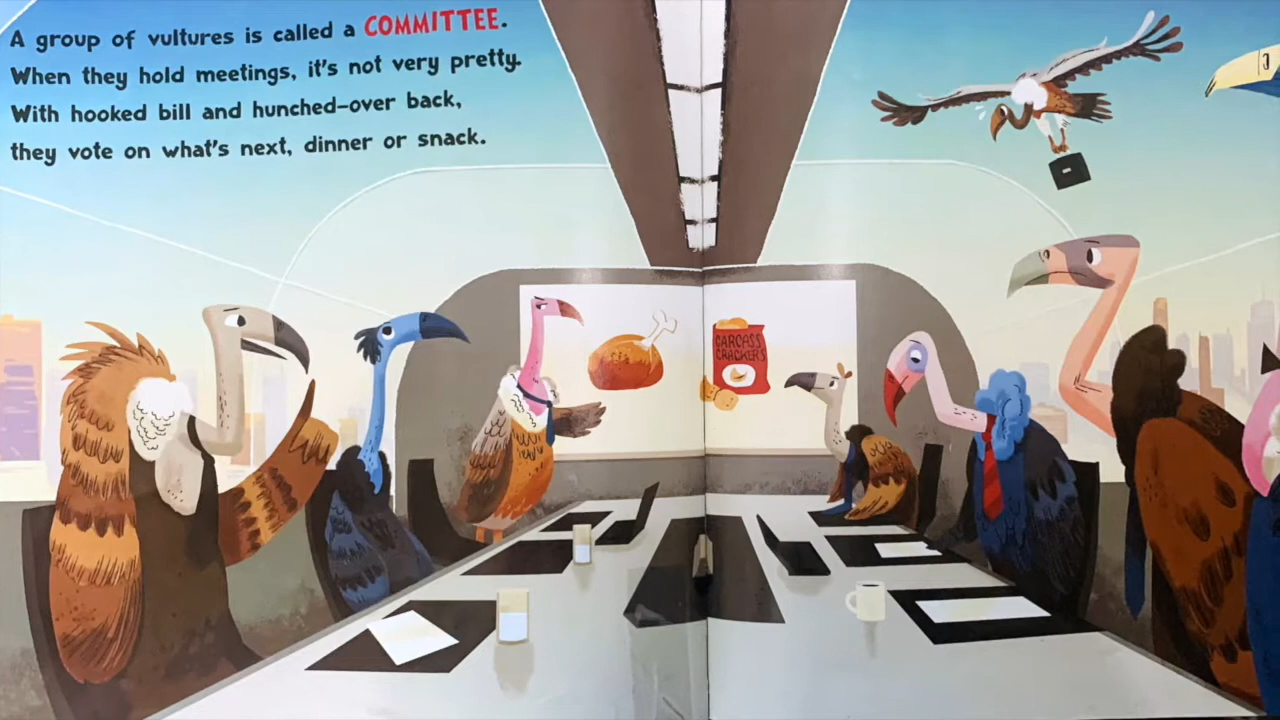 A group of vultures is called a COMMITTEE.
When they hold meetings, it's not very pretty.
With hooked bill and hunched-over back,
they vote on what's next, dinner or snack.
CARCASS
CRACKERS